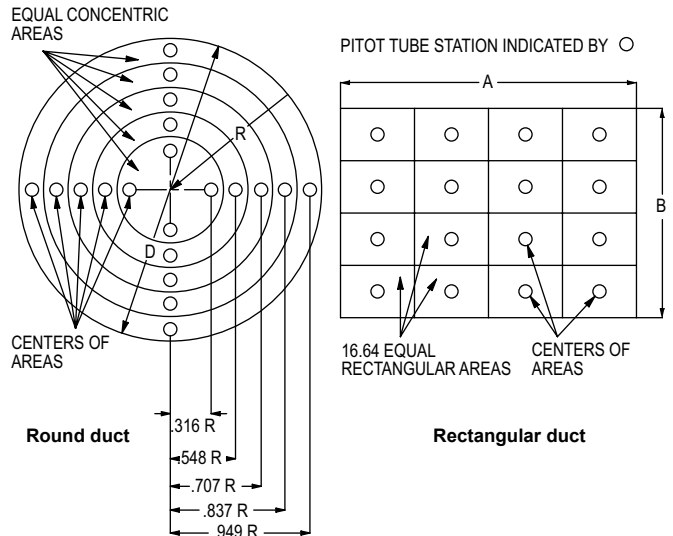 EQUAL CONCENTRIC
AREAS
PITOT TUBE STATION INDICATED BY
A
R
B
D
CENTERS OF
AREAS
16.64 EQUAL
RECTANGULAR AREAS
CENTERS OF
AREAS
.316 R
Round duct
Rectangular duct
.548 R
.707 R
.837 R
.949 R